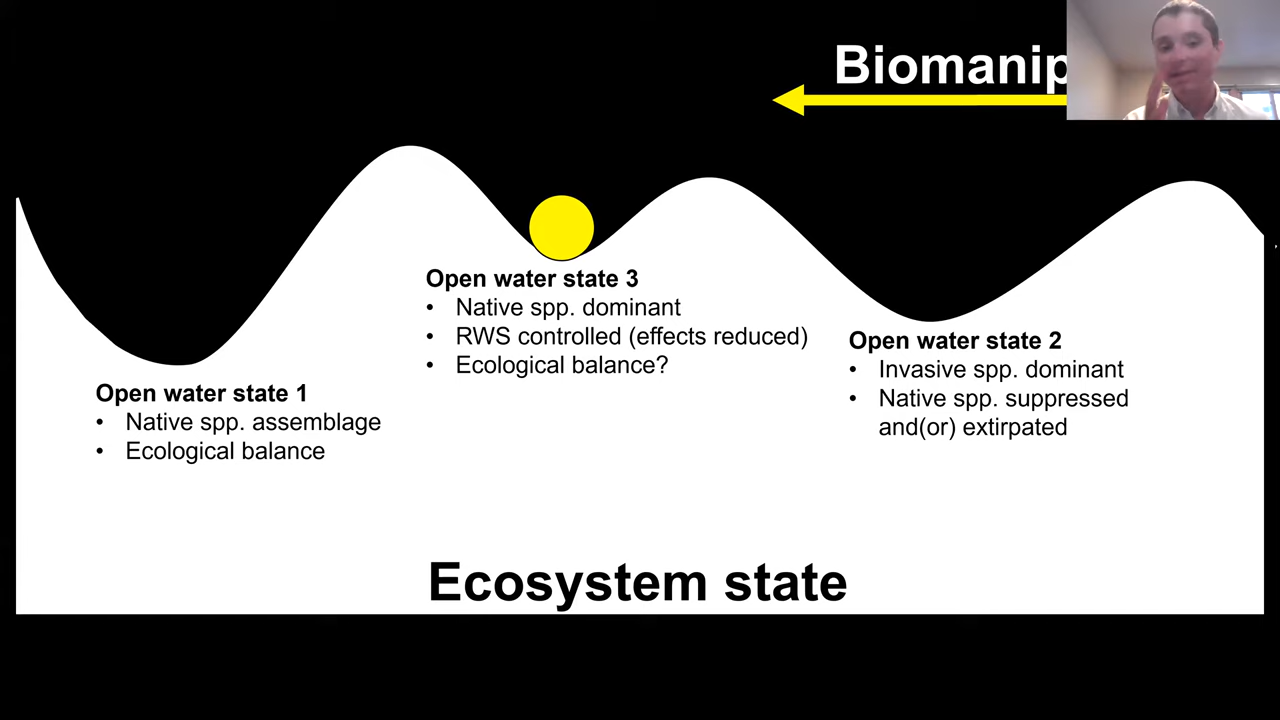 Biomanip
Open water state 3
• Native spp. dominant
• RWS controlled (effects reduced)
• Ecological balance?
Open water state 2
• Invasive spp. dominant
• Native spp. suppressed
and(or) extirpated
Open water state 1
• Native spp. assemblage
• Ecological balance
Ecosystem state